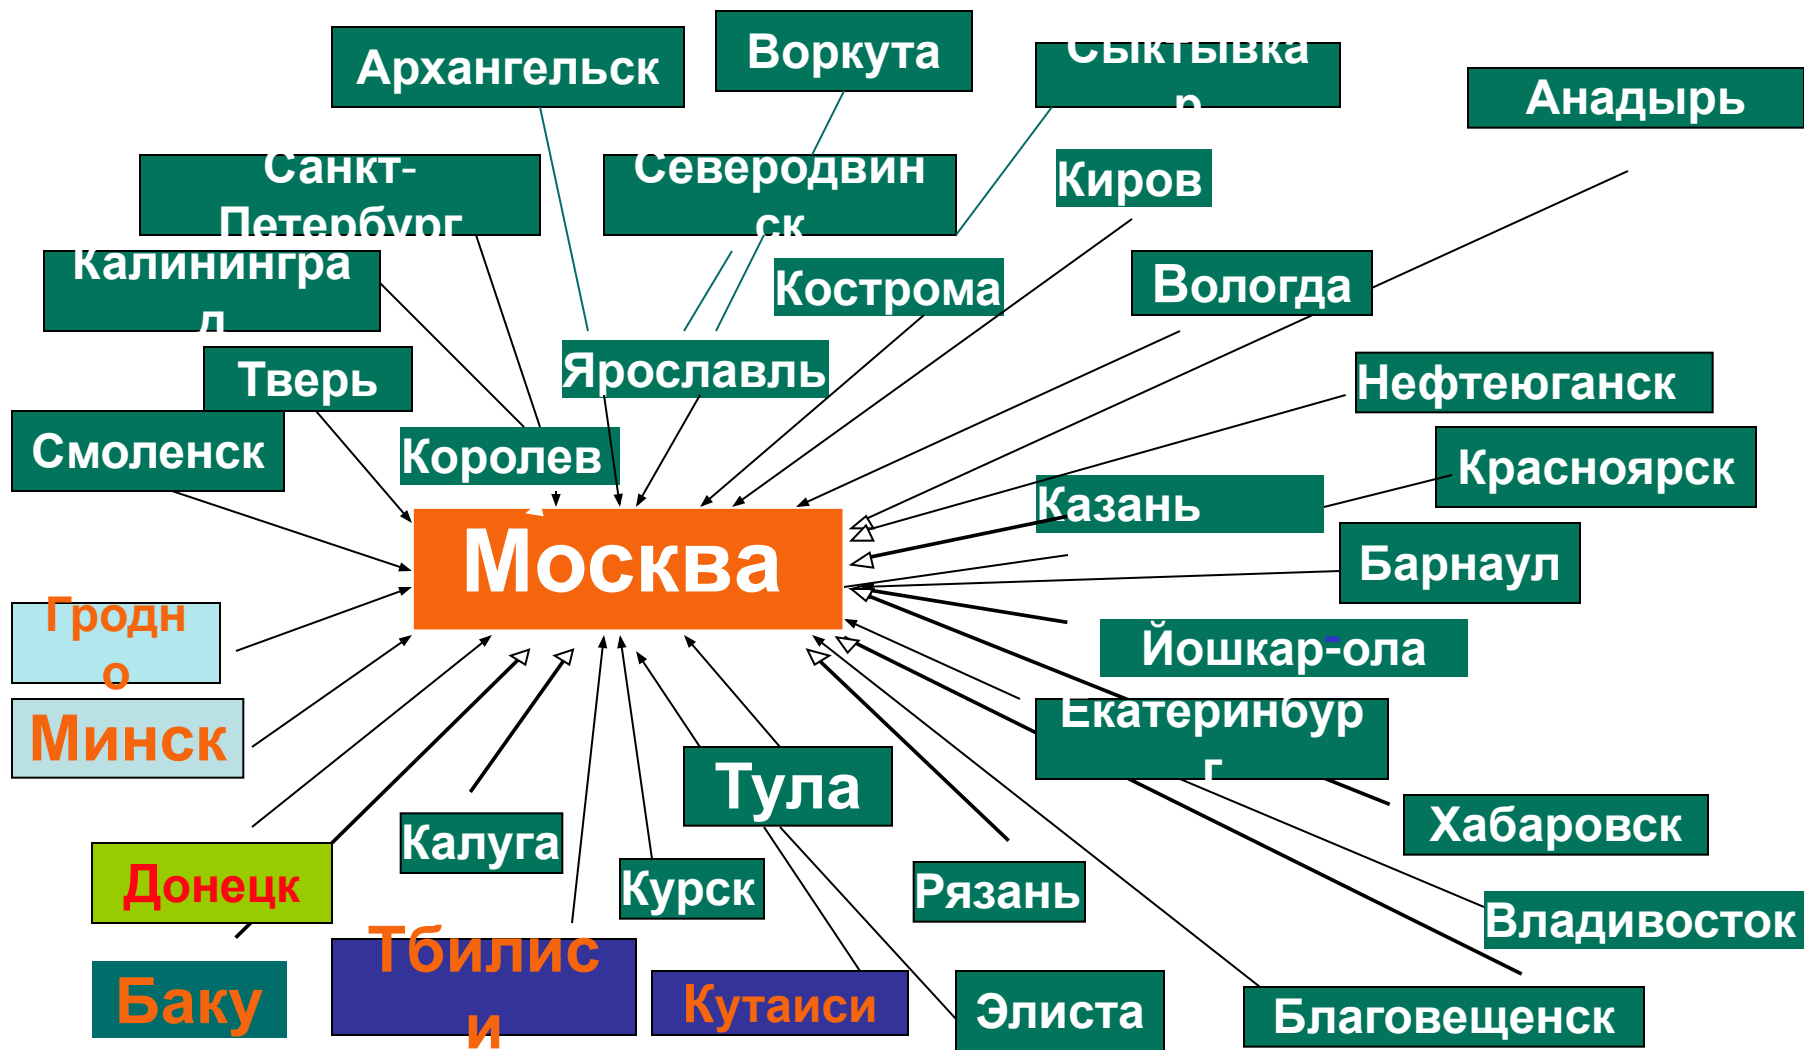 Архангельск
Воркута
Сыктывка
р
Анадырь
Санкт-
Петербург
Северодвин
ск
Киров
Калинингра
д
Кострома
Вологда
Тверь
Ярославль
Нефтеюганск
Смоленск
Королев
Красноярск
Казань
Москва
Барнаул
Гродн
о
Йошкар-ола
Минск
Екатеринбур
г
Тула
Хабаровск
Калуга
Донецк
Курск
Рязань
Владивосток
Тбилис
и
Баку
Кутаиси
Элиста
Благовещенск